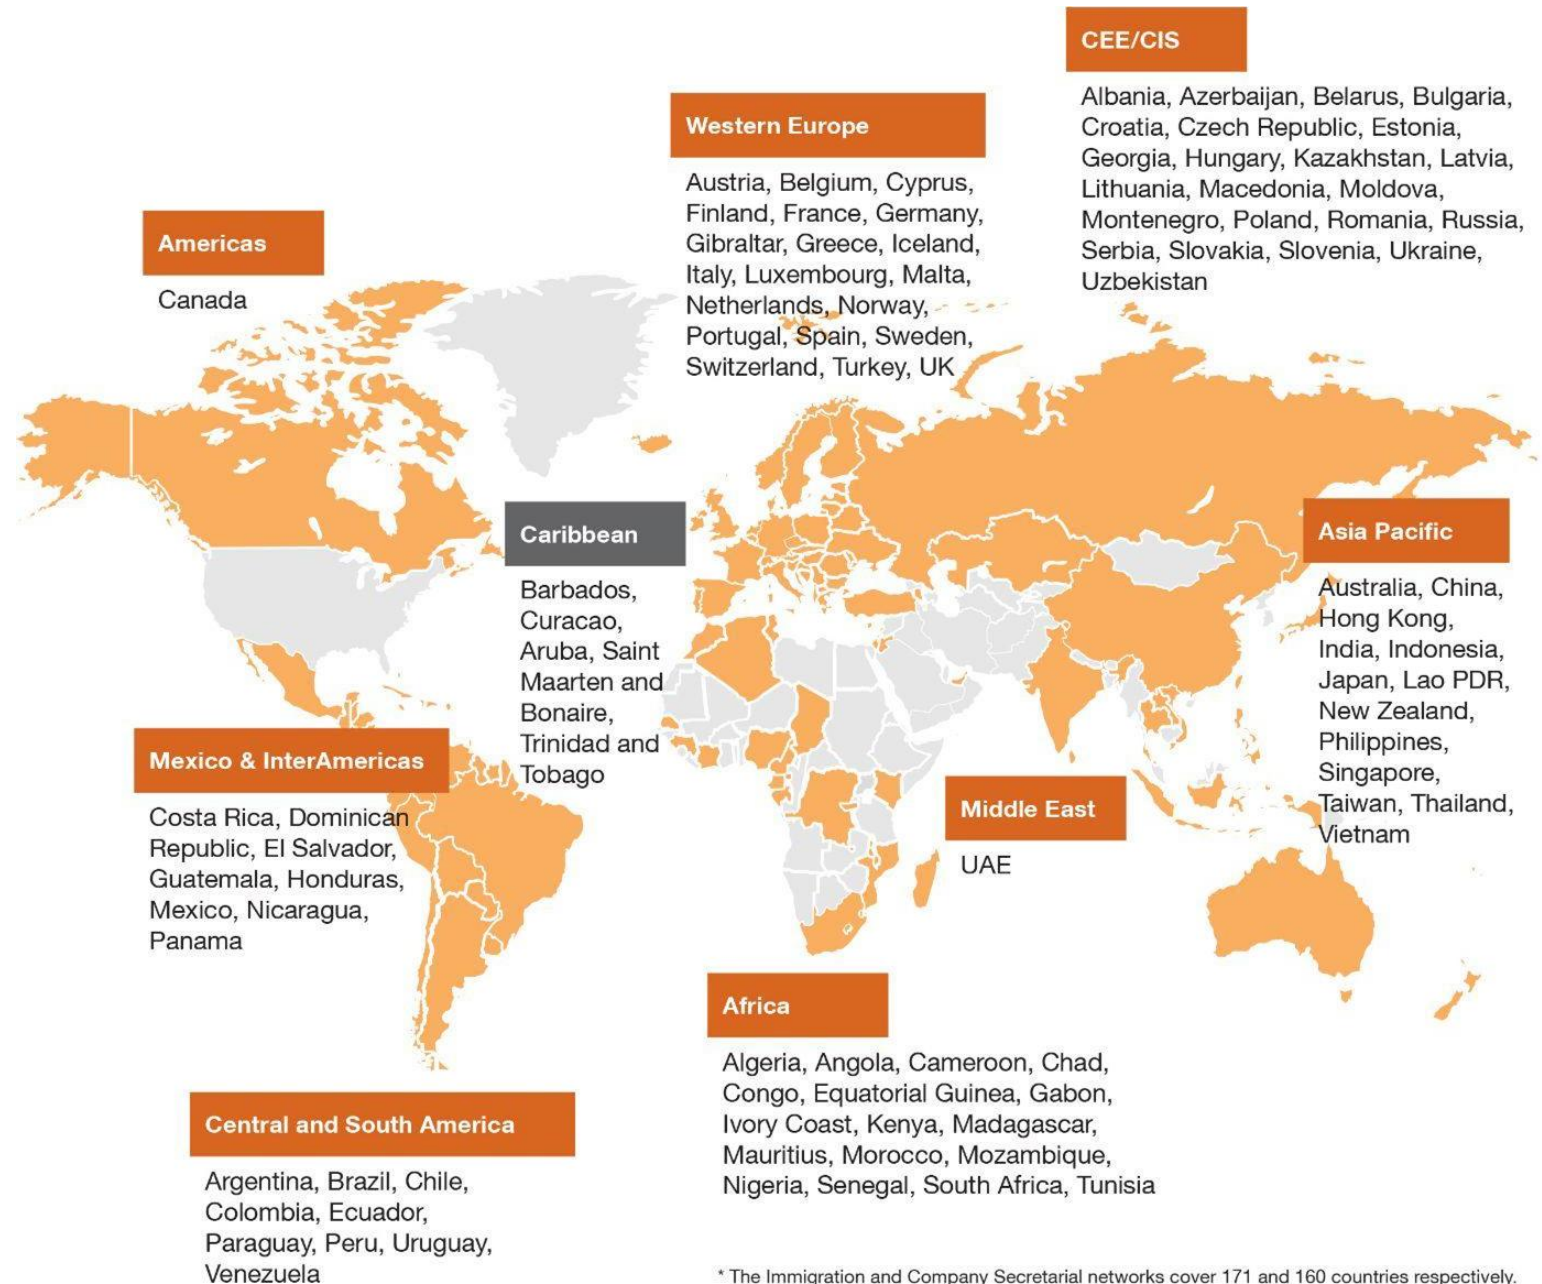 CEE/CIS
Albania, Azerbaijan, Belarus, Bulgaria,
Croatia, Czech Republic, Estonia,
Georgia, Hungary, Kazakhstan, Latvia,
Lithuania, Macedonia, Moldova,
Montenegro, Poland, Romania, Russia,
Serbia, Slovakia, Slovenia, Ukraine,
Uzbekistan
Western Europe
Austria, Belgium, Cyprus,
Finland, France, Germany,
Gibraltar, Greece, Iceland,
Italy, Luxembourg, Malta,
Netherlands, Norway,
Portugal, Spain, Sweden,
Switzerland, Turkey, UK
Americas
Canada
Caribbean
Barbados,
Curacao,
Aruba, Saint
Maarten and
Bonaire,
Trinidad and
Tobago
Asia Pacific
Australia, China,
Hong Kong,
India, Indonesia,
Japan, Lao PDR,
New Zealand,
Philippines,
Singapore,
Taiwan, Thailand,
Vietnam
Mexico & InterAmericas
Costa Rica, Dominican
Republic, El Salvador,
Guatemala, Honduras,
Mexico, Nicaragua,
Panama
Middle East
UAE
Africa
Algeria, Angola, Cameroon, Chad,
Congo, Equatorial Guinea, Gabon,
Ivory Coast, Kenya, Madagascar,
Mauritius, Morocco, Mozambique,
Nigeria, Senegal, South Africa, Tunisia
Central and South America
Argentina, Brazil, Chile,
Colombia, Ecuador,
Paraguay, Peru, Uruguay,
Venezuela
* The Immigration and Company Secretarial networks cover 171 and 160 countries respectively.